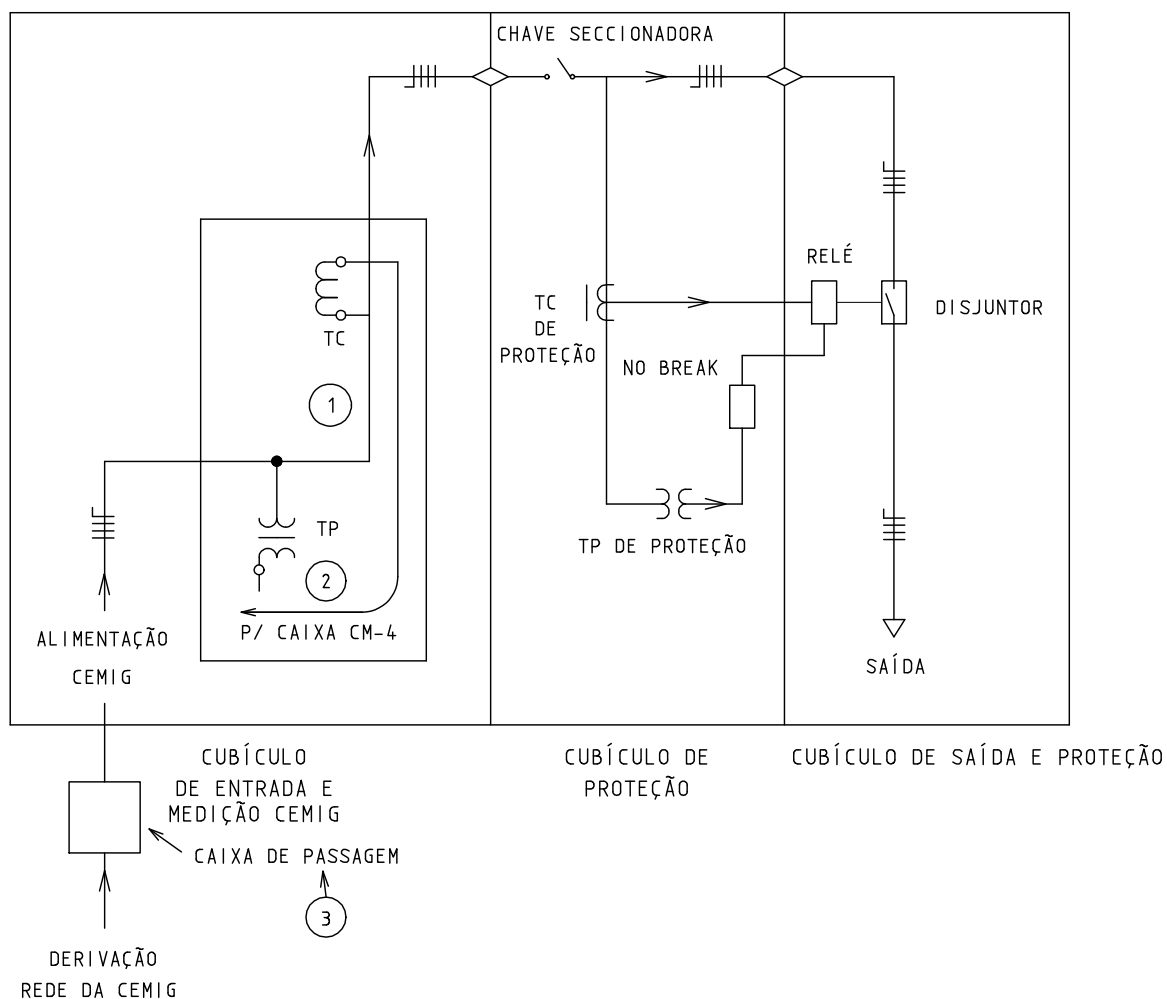 CHAVE SECCIONADORA
RELÉ
TC
DE
PROTEÇÃO
DISJUNTOR
TC
NO BREAK
1
TP
2
TP DE PROTEÇÃO
P/ CAIXA CM-4
ALIMENTAÇÃO
CEMIG
SAÍDA
CUBÍCULO
DE ENTRADA E
MEDIÇÃO CEMIG
CUBÍCULO DE
PROTEÇÃO
CUBÍCULO DE SAÍDA E PROTEÇÃO
CAIXA DE PASSAGEM
3
DERIVAÇÃO
REDE DA CEMIG